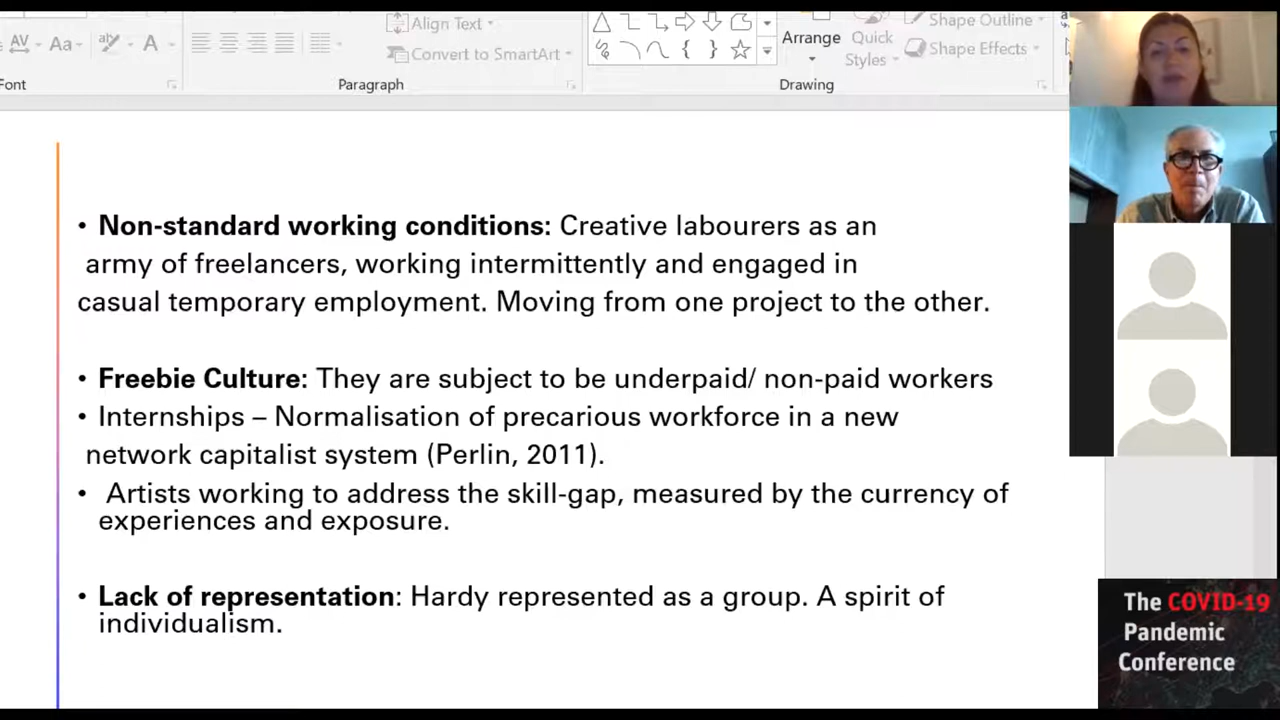 Align Text
Shape Outline
AV Aa A
Convert to SmartArt
Arrange
Quick
Styles
Shape Effects
Font
Paragraph
Drawing
• Non-standard working conditions: Creative labourers as an
army of freelancers, working intermittently and engaged in
casual temporary employment. Moving from one project to the other.
• Freebie Culture: They are subject to be underpaid/ non-paid workers
• Internships – Normalisation of precarious workforce in a new
network capitalist system (Perlin, 2011).
• Artists working to address the skill-gap, measured by the currency of
experiences and exposure.
• Lack of representation: Hardy represented as a group. A spirit of
individualism.
The COVID-19
Pandemic
Conference